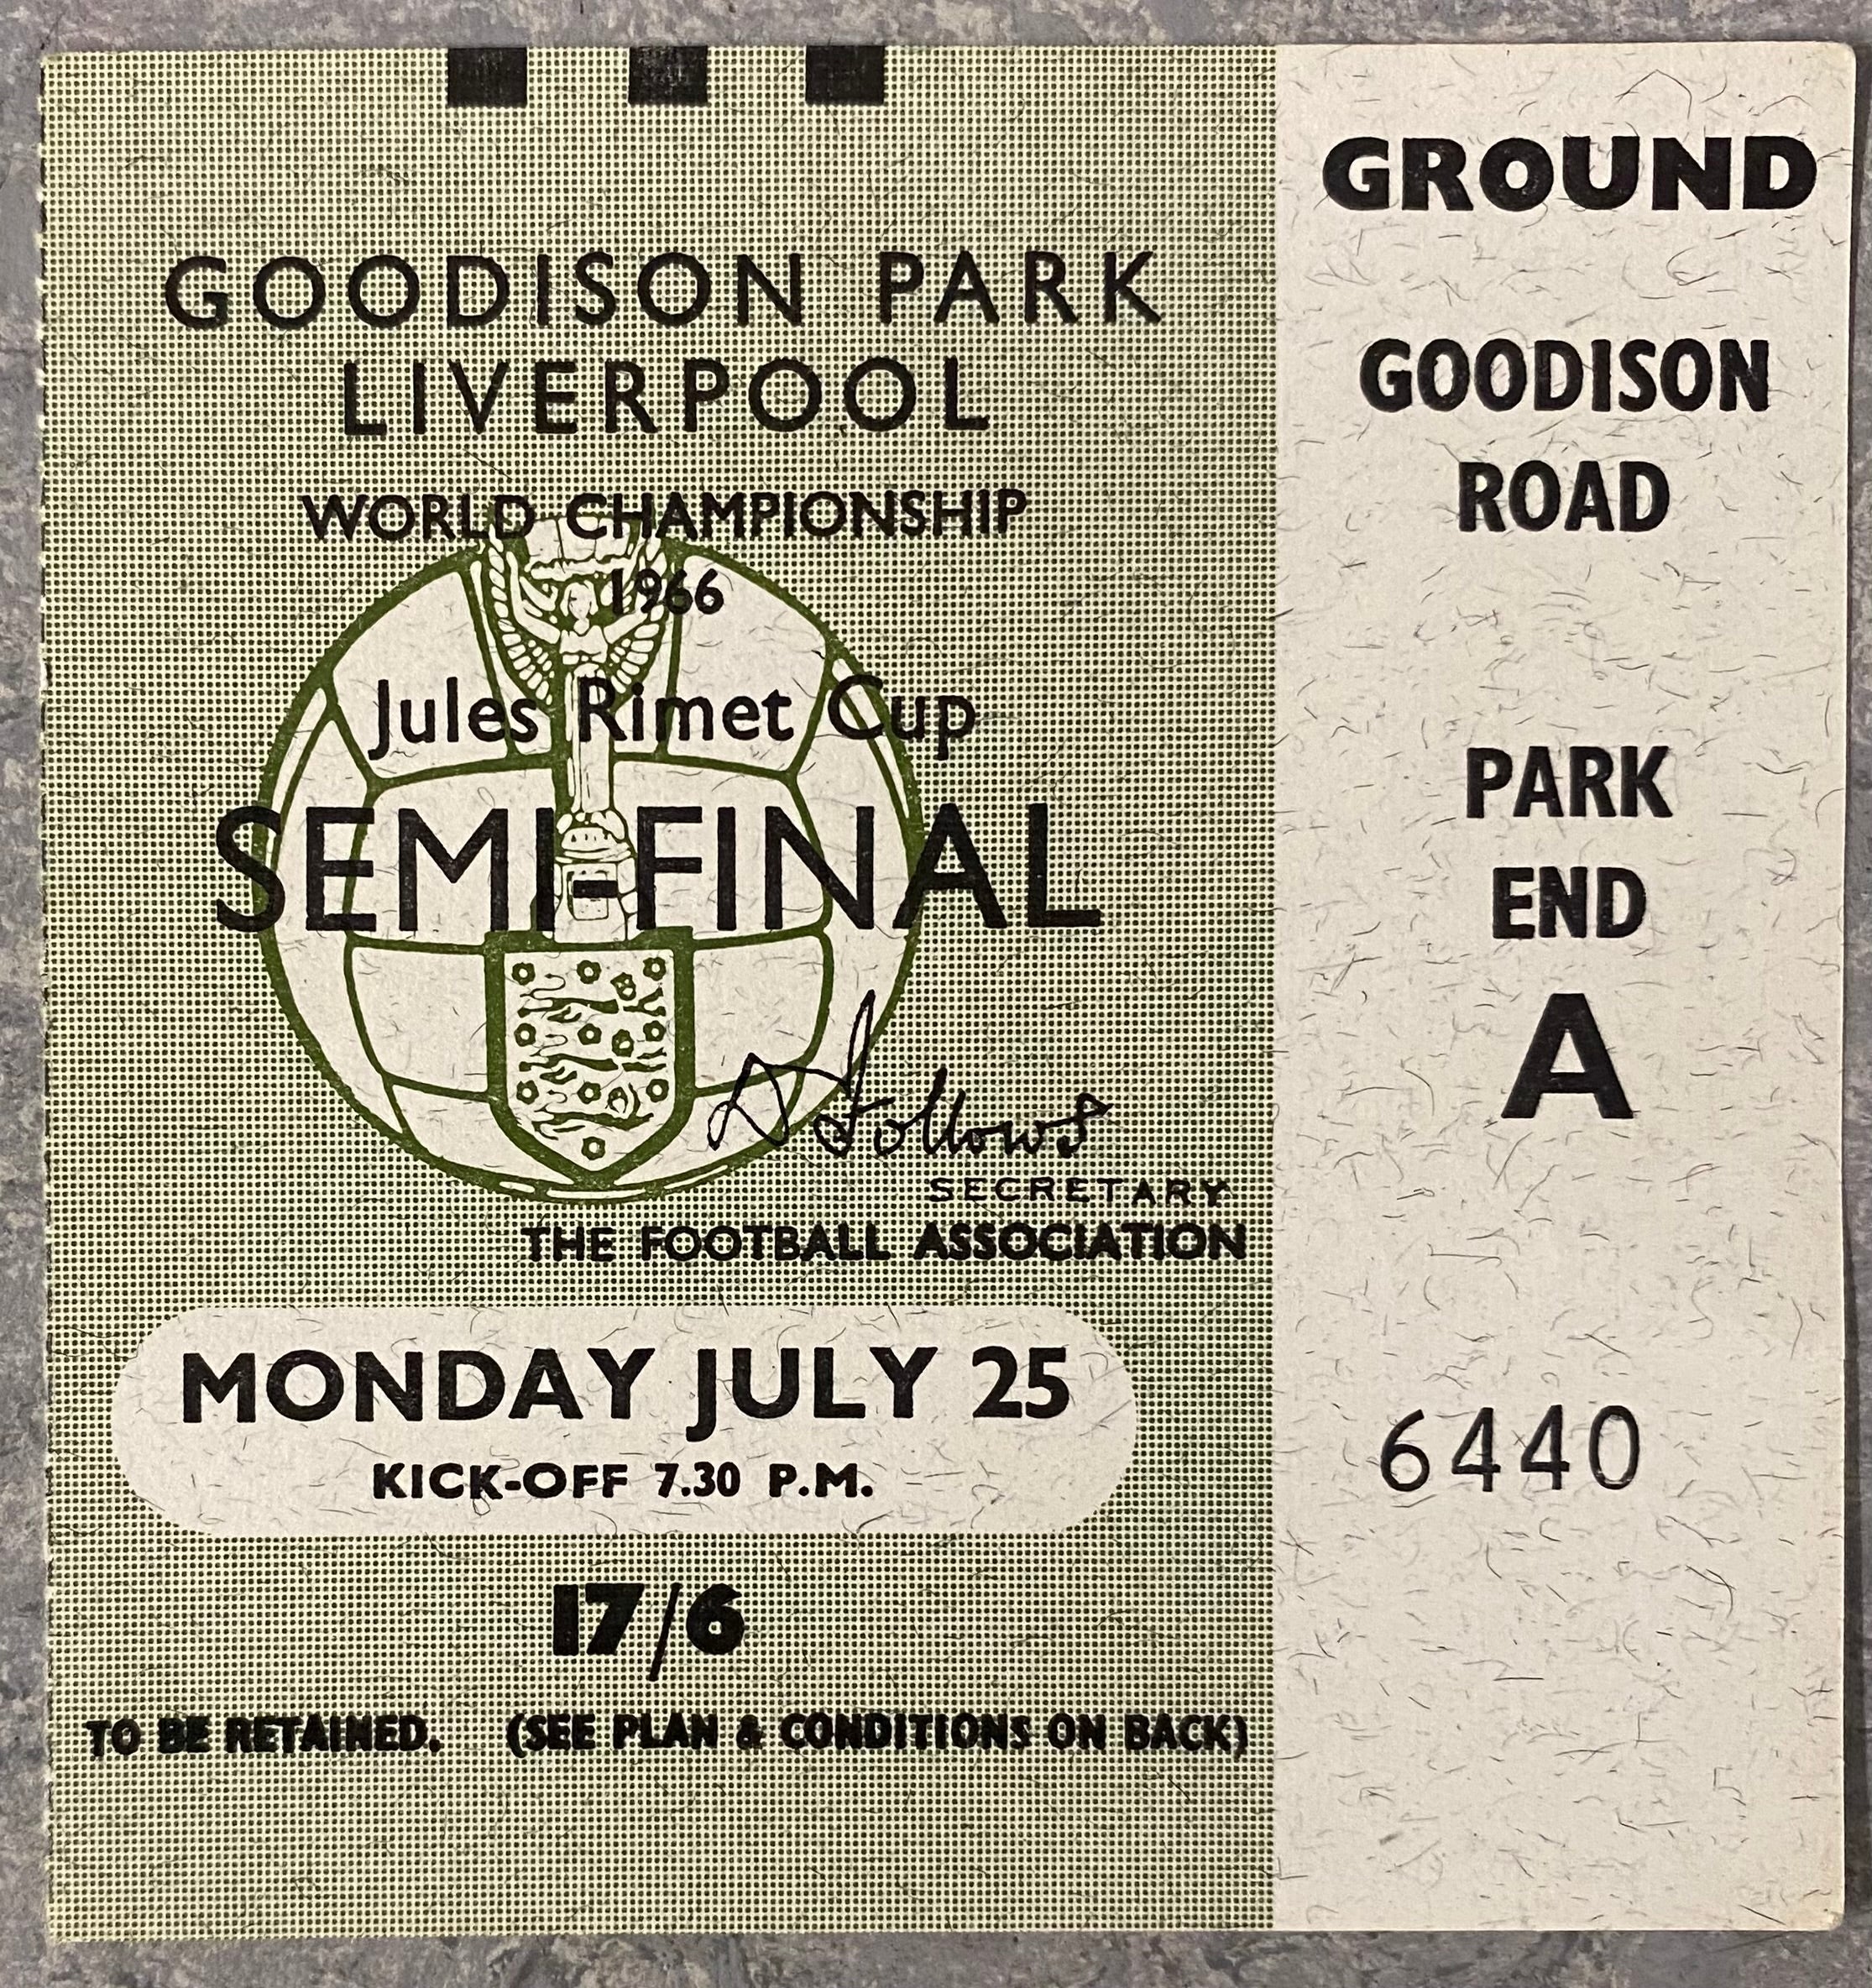 GOODISON PARK
LIVERPOOL
WORLD CHAMPIONSHIP
1966
Jules Rimet Cup
SEMI-FINAL
D Follows
SECRETARY
THE FOOTBALL ASSOCIATION
MONDAY JULY 25
KICK-OFF 7.30 P.M.
17/6
TO BE RETAINED. (SEE PLAN & CONDITIONS ON BACK)
GROUND
GOODISON
ROAD
PARK
END
A
6440